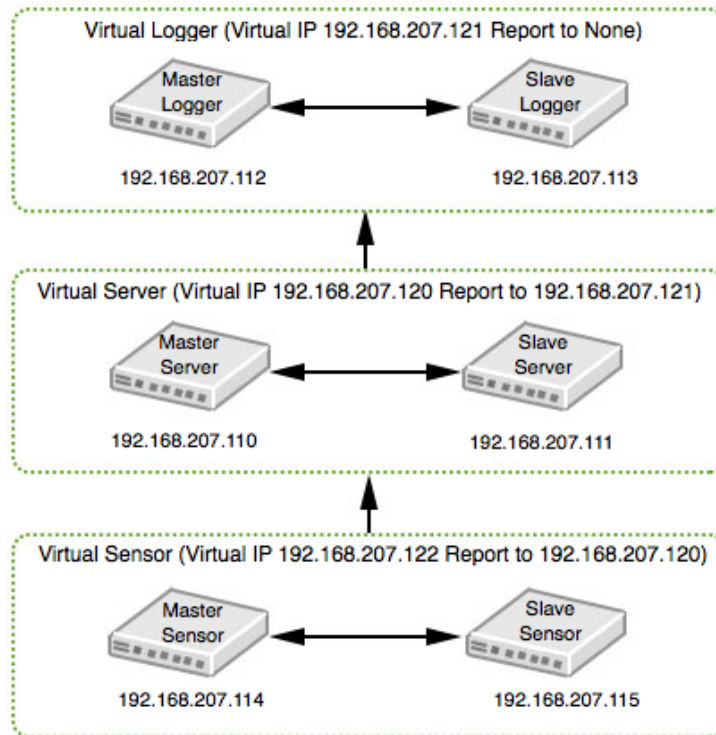 Virtual Logger (Virtual IP 192.168.207.121 Report to None)
Master
Logger
Slave
Logger
192.168.207.112
192.168.207.113
Virtual Server (Virtual IP 192.168.207.120 Report to 192.168.207.121)
Master
Server
Slave
Server
192.168.207.110
192.168.207.111
Virtual Sensor (Virtual IP 192.168.207.122 Report to 192.168.207.120)
Master
Sensor
Slave
Sensor
192.168.207.114
192.168.207.115